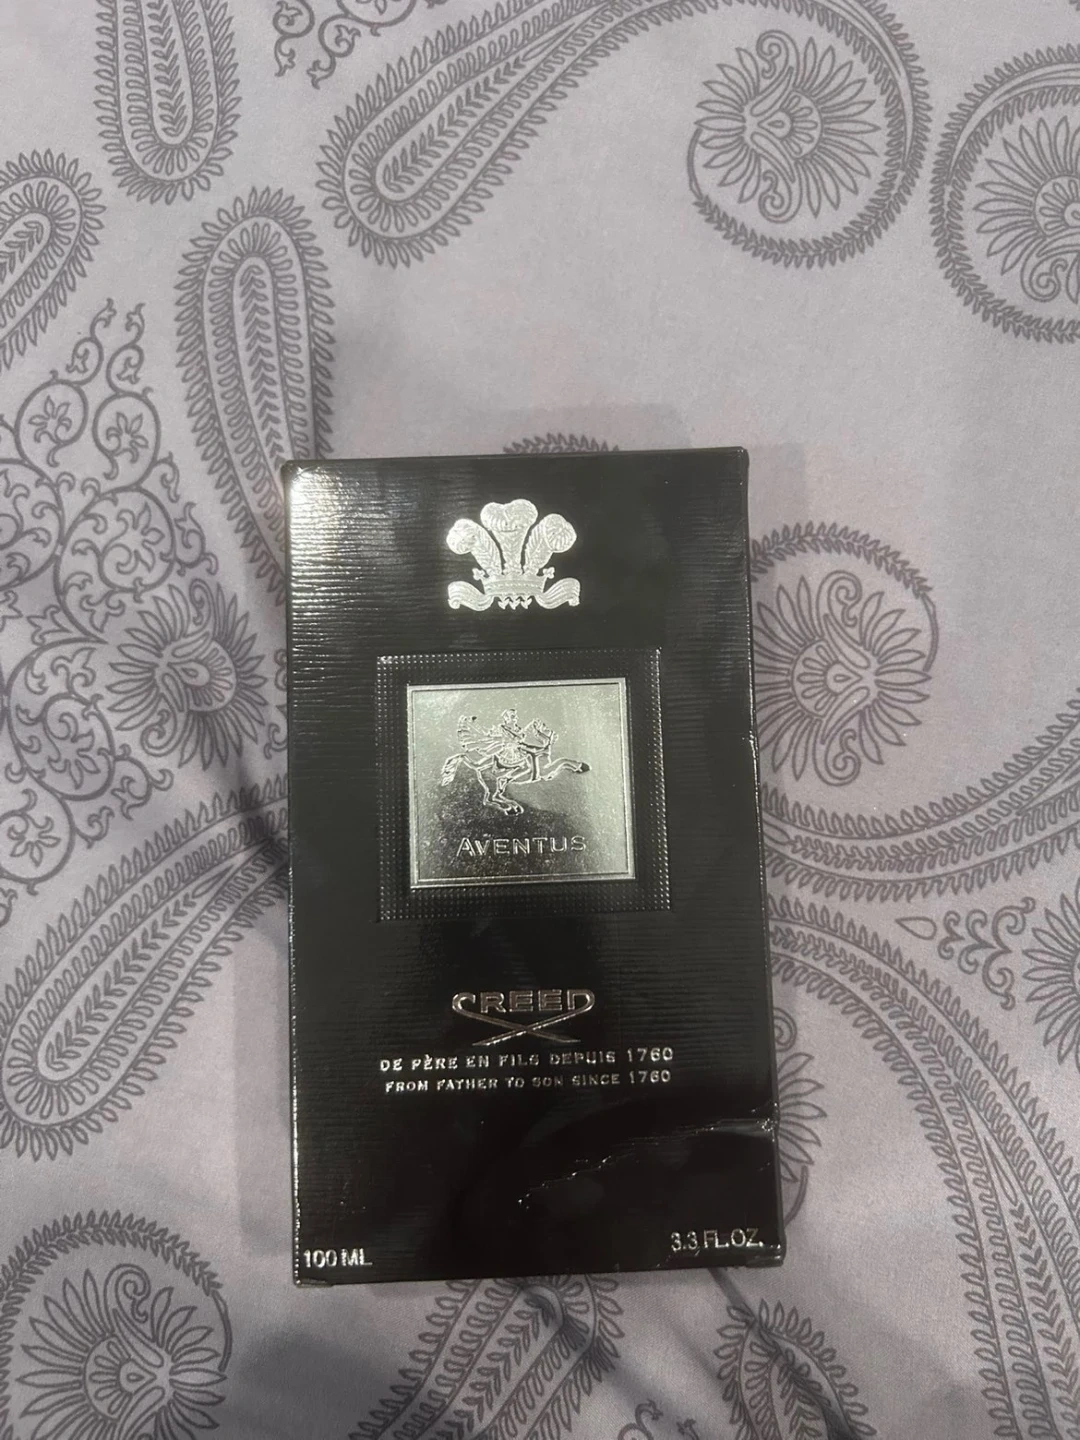 AVENTUS
CREED
DE PÈRE EN FILS DEPUIS 1760
FROM FATHER TO SON SINCE 1760
100 ML
3.3 FL.OZ.